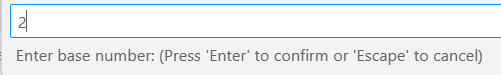 2
Enter base number: (Press 'Enter' to confirm or 'Escape' to cancel)